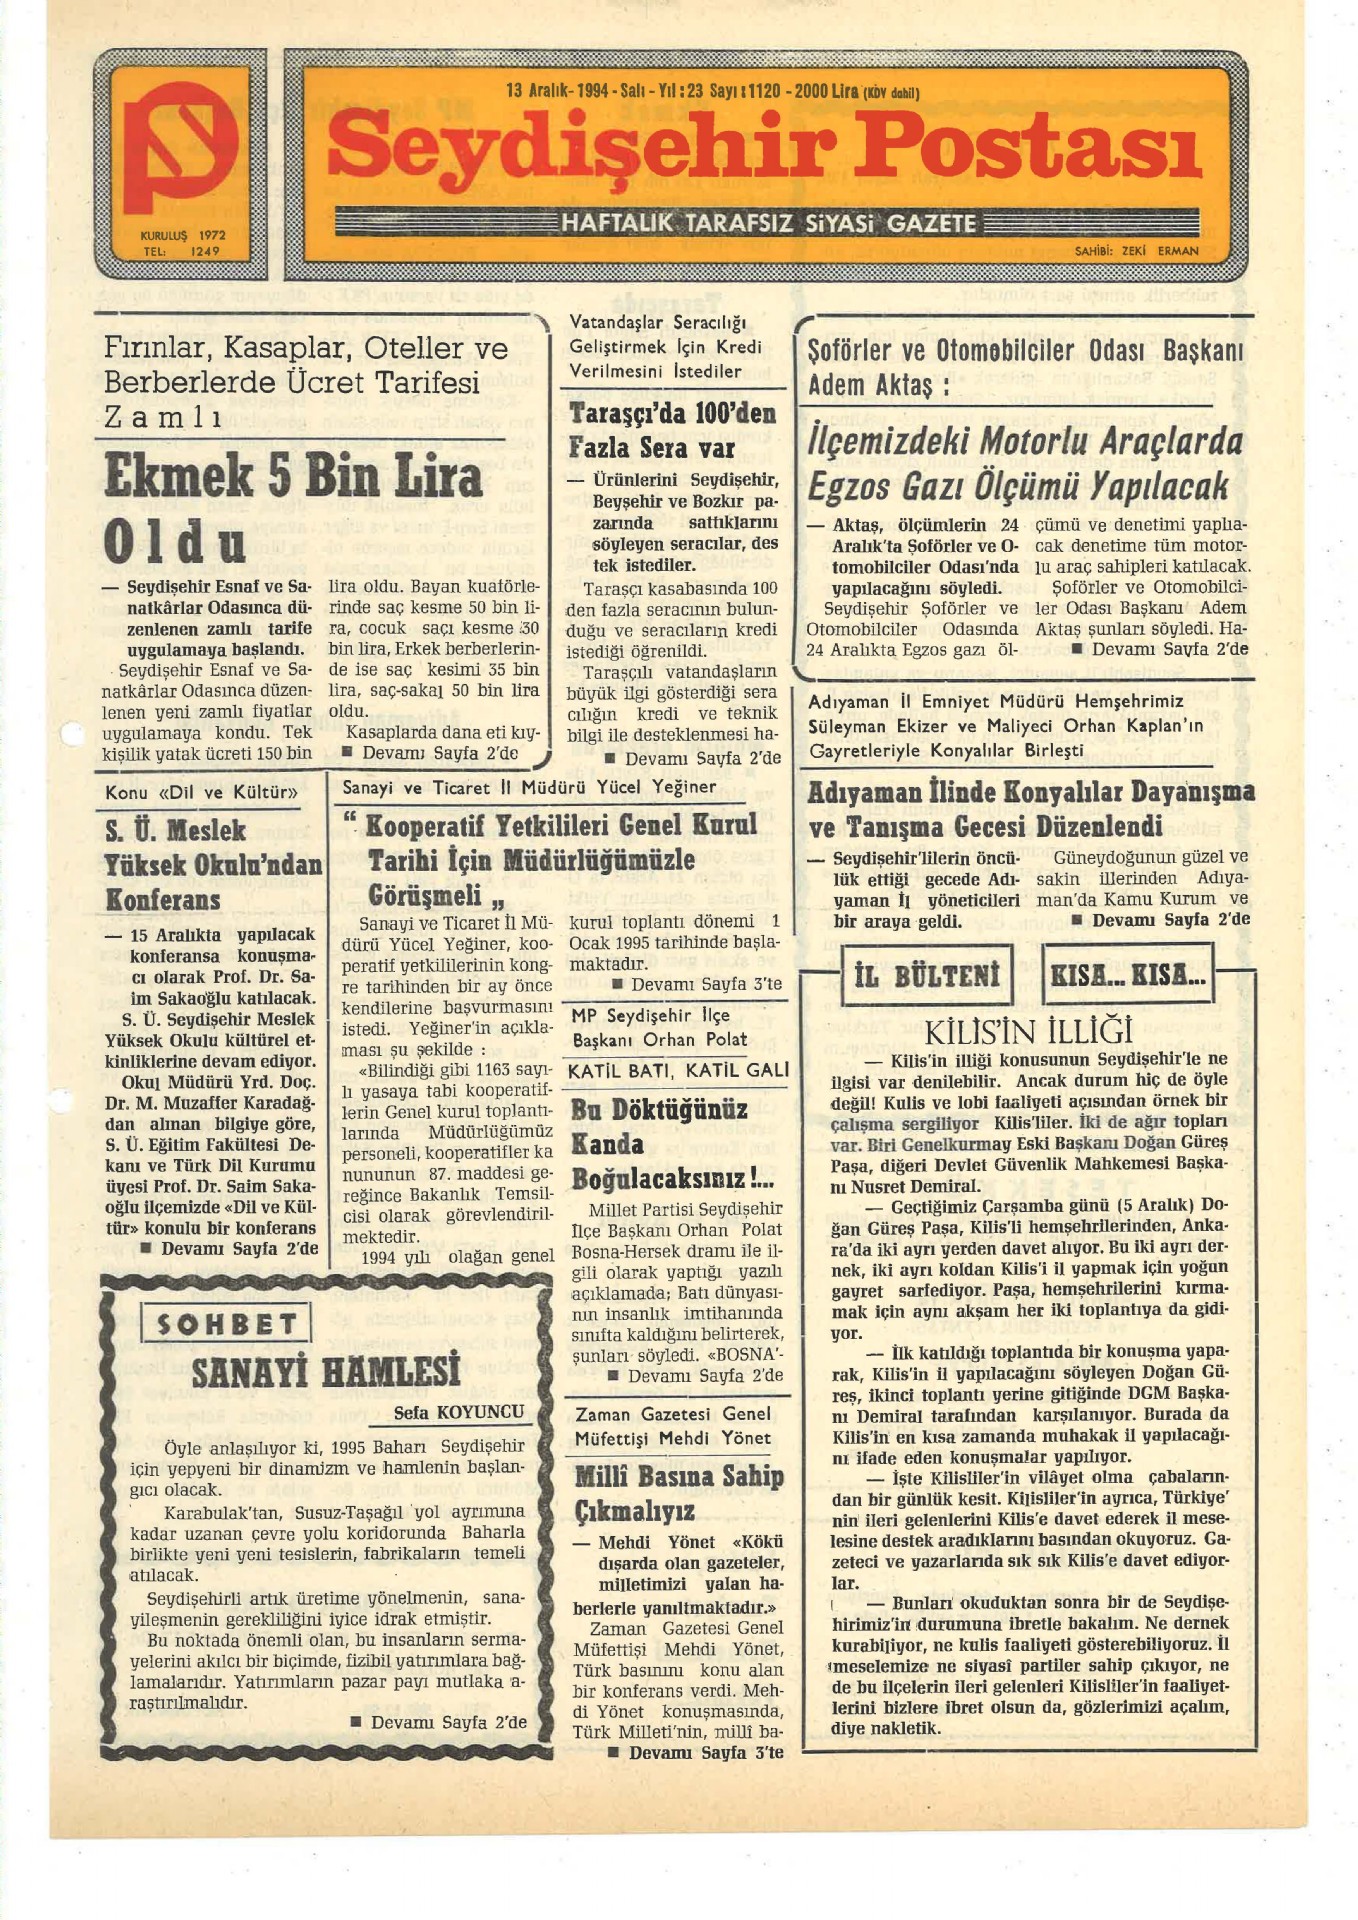 KURULUŞ 1972
TEL: 1249
13 Aralık-1994-Salı-Yıl:23 Sayı:1120-2000 Lira (KDV dahil)
Seydişehir Postası
HAFTALIK TARAFSIZ SİYASİ GAZETE
SAHİBİ: ZEKİ ERMAN
Fırınlar, Kasaplar, Oteller ve
Berberlerde Ücret Tarifesi
Zamlı
Ekmek 5 Bin Lira
Oldu
— Seydişehir Esnaf ve Sa-
natkârlar Odasınca dü-
zenlenen zamlı tarife
uygulamaya başlandı.
Seydişehir Esnaf ve Sa-
natkârlar Odasınca düzen-
lenen yeni zamlı fiyatlar
uygulamaya kondu. Tek
kişilik yatak ücreti 150 bin
lira oldu. Bayan kuaförle-
rinde saç kesme 50 bin li-
ra, cocuk saçı kesme 30
bin lira, Erkek berberlerin-
de ise saç kesimi 35 bin
lira, saç-sakal 50 bin lira
oldu.
Kasaplarda dana eti kıy-
■ Devamı Sayfa 2'de
Vatandaşlar Seracılığı
Geliştirmek İçin Kredi
Verilmesini İstediler
Taraşçı'da 100'den
Fazla Sera var
— Ürünlerini Seydişehir,
Beyşehir ve Bozkır pa-
zarında sattıklarını
söyleyen seracılar, des
tek istediler.
Taraşçı kasabasında 100
den fazla seracının bulun-
duğu ve seracıların kredi
istediği öğrenildi.
Taraşçılı vatandaşların
büyük ilgi gösterdiği sera
cılığın kredi ve teknik
bilgi ile desteklenmesi ha-
■ Devamı Sayfa 2'de
Şoförler ve Otomobilciler Odası Başkanı
Adem Aktaş :
İlçemizdeki Motorlu Araçlarda
Egzos Gazı Ölçümü Yapılacak
— Aktaş, ölçümlerin 24
Aralık'ta Şoförler ve O-
tomobilciler Odası'nda
yapılacağını söyledi.
Seydişehir Şoförler ve
Otomobilciler Odasında
24 Aralıkta Egzos gazı öl-
çümü ve denetimi yapıla-
cak denetime tüm motor-
lu araç sahipleri katılacak.
Şoförler ve Otomobilci-
ler Odası Başkanı Adem
Aktaş şunları söyledi. Ha-
■ Devamı Sayfa 2'de
Adıyaman İl Emniyet Müdürü Hemşehrimiz
Süleyman Ekizer ve Maliyeci Orhan Kaplan'ın
Gayretleriyle Konyalılar Birleşti
Adıyaman İlinde Konyalılar Dayanışma
ve Tanışma Gecesi Düzenlendi
— Seydişehir'lilerin öncü-
lük ettiği gecede Adı-
yaman İl yöneticileri
bir araya geldi.
Güneydoğunun güzel ve
sakin illerinden Adıya-
man'da Kamu Kurum ve
■ Devamı Sayfa 2'de
Konu «Dil ve Kültür»
S. Ü. Meslek
Yüksek Okulu'ndan
Konferans
— 15 Aralıkta yapılacak
konferansa konuşma-
cı olarak Prof. Dr. Sa-
im Sakaoğlu katılacak.
S. Ü. Seydişehir Meslek
Yüksek Okulu kültürel et-
kinliklerine devam ediyor.
Okul Müdürü Yrd. Doç.
Dr. M. Muzaffer Karadağ-
dan alınan bilgiye göre,
S. Ü. Eğitim Fakültesi De-
kanı ve Türk Dil Kurumu
üyesi Prof. Dr. Saim Saka-
oğlu ilçemizde «Dil ve Kül-
tür» konulu bir konferans
■ Devamı Sayfa 2'de
Sanayi ve Ticaret İl Müdürü Yücel Yeğiner
“ Kooperatif Yetkilileri Genel Kurul
Tarihi İçin Müdürlüğümüzle
Görüşmeli „
Sanayi ve Ticaret İl Mü-
dürü Yücel Yeğiner, koo-
peratif yetkililerinin kong-
re tarihinden bir ay önce
kendilerine başvurmasını
istedi. Yeğiner'in açıkla-
ması şu şekilde :
«Bilindiği gibi 1163 sayı-
lı yasaya tabi kooperatif-
lerin Genel kurul toplantı-
larında Müdürlüğümüz
personeli, kooperatifler ka
nununun 87. maddesi ge-
reğince Bakanlık Temsil-
cisi olarak görevlendiril-
mektedir.
1994 yılı olağan genel
kurul toplantı dönemi 1
Ocak 1995 tarihinde başla-
maktadır.
■ Devamı Sayfa 3'te
MP Seydişehir İlçe
Başkanı Orhan Polat
KATİL BATI, KATİL GALİ
Bu Döktüğünüz
Kanda
Boğulacaksınız!...
Millet Partisi Seydişehir
İlçe Başkanı Orhan Polat
Bosna-Hersek dramı ile il-
gili olarak yaptığı yazılı
açıklamada; Batı dünyası-
nın insanlık imtihanında
sınıfta kaldığını belirterek,
şunları söyledi. «BOSNA'-
■ Devamı Sayfa 2'de
Zaman Gazetesi Genel
Müfettişi Mehdi Yönet
Millî Basına Sahip
Çıkmalıyız
— Mehdi Yönet «Kökü
dışarda olan gazeteler,
milletimizi yalan ha-
berlerle yanıltmaktadır.»
Zaman Gazetesi Genel
Müfettişi Mehdi Yönet,
Türk basınını konu alan
bir konferans verdi. Meh-
di Yönet konuşmasında,
Türk Milleti'nin, millî ba-
■ Devamı Sayfa 3'te
SOHBET
SANAYİ HAMLESİ
Sefa KOYUNCU
Öyle anlaşılıyor ki, 1995 Baharı Seydişehir
için yepyeni bir dinamizm ve hamlenin başlan-
gıcı olacak.
Karabulak'tan, Susuz-Taşağıl yol ayrımına
kadar uzanan çevre yolu koridorunda Baharla
birlikte yeni yeni tesislerin, fabrikaların temeli
atılacak.
Seydişehirli artık üretime yönelmenin, sana-
yileşmenin gerekliliğini iyice idrak etmiştir.
Bu noktada önemli olan, bu insanların serma-
yelerini akılcı bir biçimde, fizibil yatırımlara bağ-
lamalarıdır. Yatırımların pazar payı mutlaka a-
raştırılmalıdır.
■ Devamı Sayfa 2'de
İL BÜLTENİ
KISA... KISA...
KİLİS'İN İLLİĞİ
— Kilis'in illiği konusunun Seydişehir'le ne
ilgisi var denilebilir. Ancak durum hiç de öyle
değil! Kulis ve lobi faaliyeti açısından örnek bir
çalışma sergiliyor Kilis'liler. İki de ağır topları
var. Biri Genelkurmay Eski Başkanı Doğan Güreş
Paşa, diğeri Devlet Güvenlik Mahkemesi Başka-
nı Nusret Demiral.
— Geçtiğimiz Çarşamba günü (5 Aralık) Do-
ğan Güreş Paşa, Kilis'li hemşehrilerinden, Anka-
ra'da iki ayrı yerden davet alıyor. Bu iki ayrı der-
nek, iki ayrı koldan Kilis'i il yapmak için yoğun
gayret sarfediyor. Paşa, hemşehrilerini kırma-
mak için aynı akşam her iki toplantıya da gidi-
yor.
— İlk katıldığı toplantıda bir konuşma yapa-
rak, Kilis'in il yapılacağını söyleyen Doğan Gü-
reş, ikinci toplantı yerine gitiğinde DGM Başka-
nı Demiral tarafından karşılanıyor. Burada da
Kilis'in en kısa zamanda muhakak il yapılacağı-
nı ifade eden konuşmalar yapılıyor.
— İşte Kilisliler'in vilâyet olma çabaların-
dan bir günlük kesit. Kilisliler'in ayrıca, Türkiye'
nin ileri gelenlerini Kilis'e davet ederek il mese-
lesine destek aradıklarını basından okuyoruz. Ga-
zeteci ve yazarlarıda sık sık Kilis'e davet ediyor-
lar.
— Bunları okuduktan sonra bir de Seydişe-
hirimiz'in durumuna ibretle bakalım. Ne dernek
kurabiliyor, ne kulis faaliyeti gösterebiliyoruz. İl
meselemize ne siyasî partiler sahip çıkıyor, ne
de bu ilçelerin ileri gelenleri Kilisliler'in faaliyet-
lerini bizlere ibret olsun da, gözlerimizi açalım,
diye nakletik.